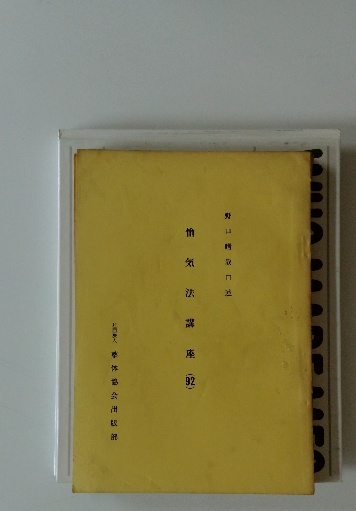 野口晴哉口述
愉気法講座 (92)
社団法人 整体協会出版部